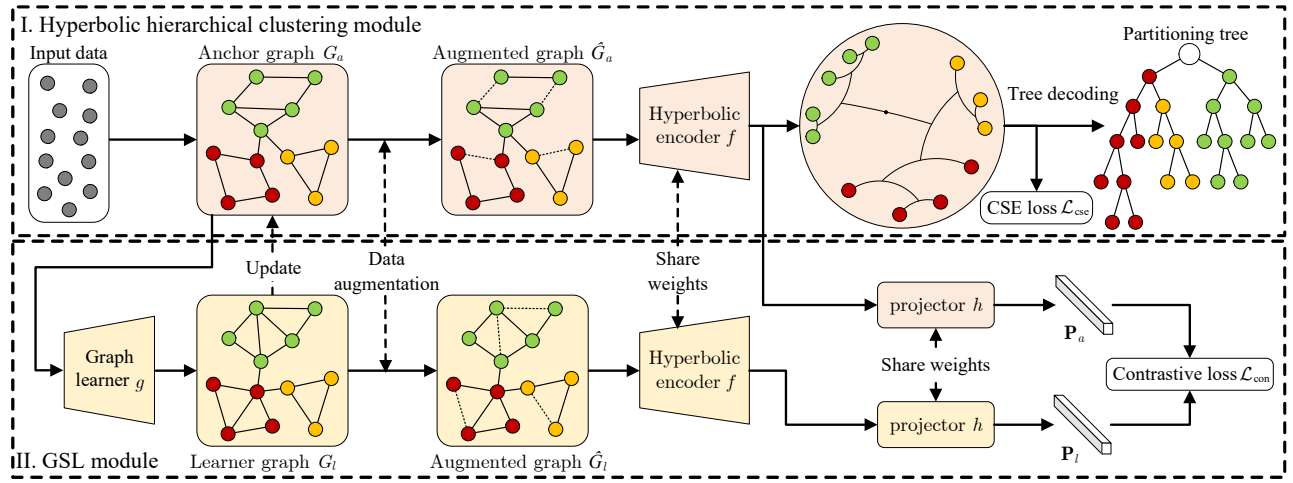 I. Hyperbolic hierarchical clustering module
Input data
Anchor graph G_a
Augmented graph Ĝ_a
Hyperbolic
encoder f
Tree decoding
Partitioning tree
CSE loss ℒ_cse
Update
Data
augmentation
Share
weights
Graph
learner g
Hyperbolic
encoder f
projector h
Share weights
projector h
P_a
P_l
Contrastive loss ℒ_con
II. GSL module
Learner graph G_l
Augmented graph Ĝ_l